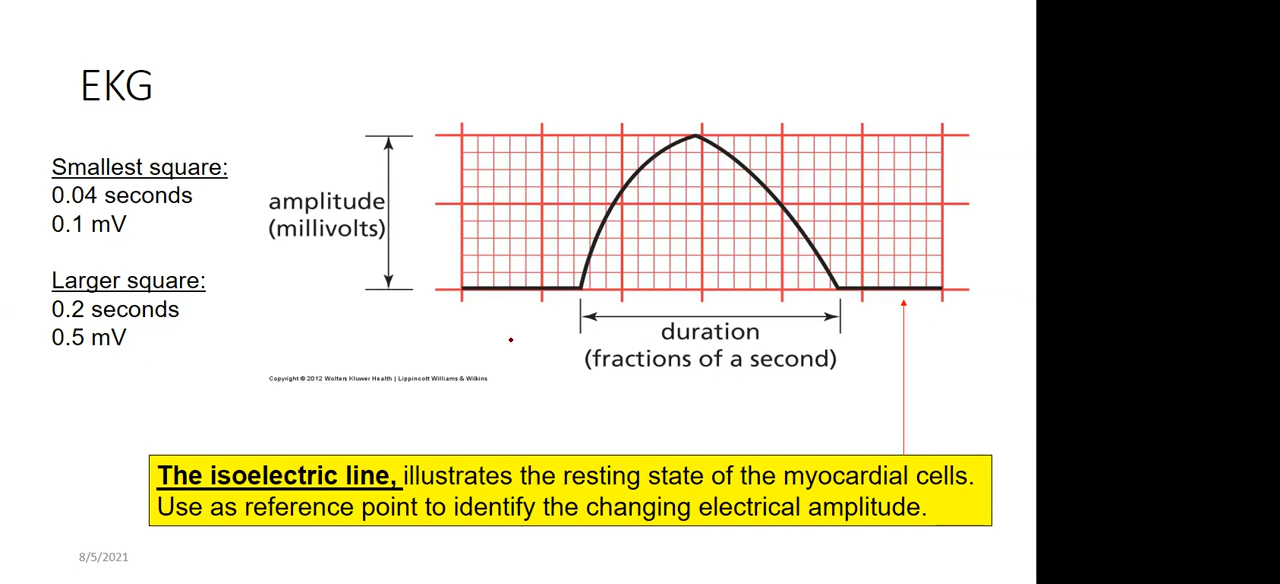 EKG
Smallest square:
0.04 seconds
0.1 mV
Larger square:
0.2 seconds
0.5 mV
amplitude
(millivolts)
duration
(fractions of a second)
Copyright © 2012 Wolters Kluwer Health | Lippincott Williams & Wilkins
The isoelectric line, illustrates the resting state of the myocardial cells.
Use as reference point to identify the changing electrical amplitude.
8/5/2021